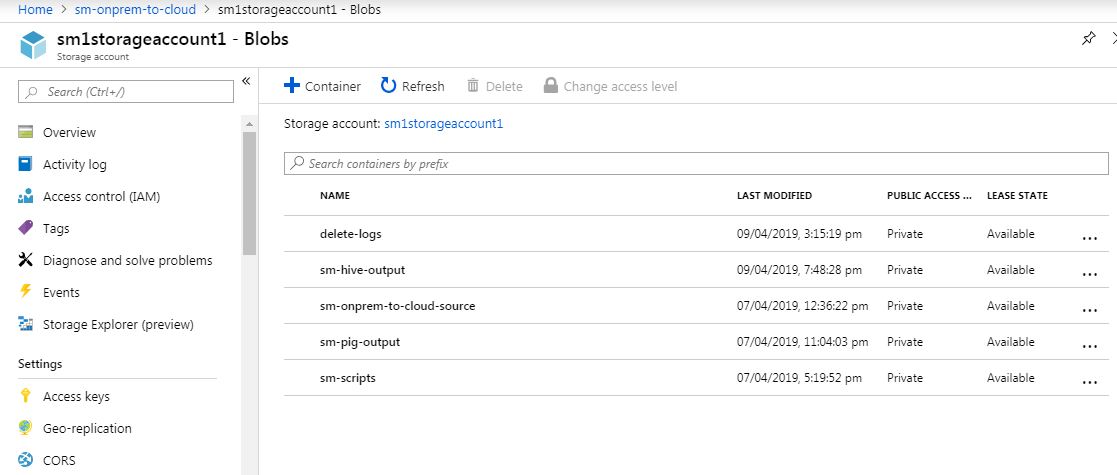 Home > sm-onprem-to-cloud > sm1storageaccount1 - Blobs
sm1storageaccount1 - Blobs
Storage account
Search (Ctrl+/)
Overview
Activity log
Access control (IAM)
Tags
Diagnose and solve problems
Events
Storage Explorer (preview)
Settings
Access keys
Geo-replication
CORS
+ Container Refresh Delete Change access level
Storage account: sm1storageaccount1
Search containers by prefix
NAME LAST MODIFIED PUBLIC ACCESS ... LEASE STATE
delete-logs 09/04/2019, 3:15:19 pm Private Available ...
sm-hive-output 09/04/2019, 7:48:28 pm Private Available ...
sm-onprem-to-cloud-source 07/04/2019, 12:36:22 pm Private Available ...
sm-pig-output 07/04/2019, 11:04:03 pm Private Available ...
sm-scripts 07/04/2019, 5:19:52 pm Private Available ...